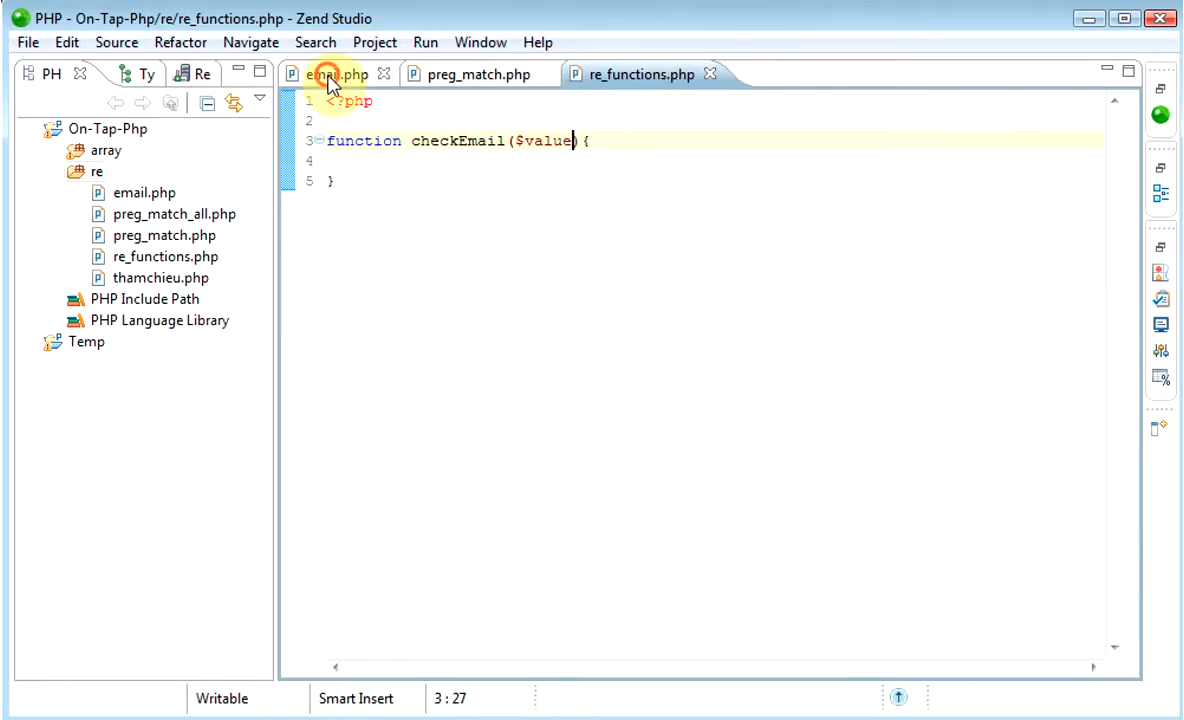 PHP - On-Tap-Php/re/re_functions.php - Zend Studio
File Edit Source Refactor Navigate Search Project Run Window Help
PH Ty Re
email.php preg_match.php re_functions.php
1 <?php
2
3 function checkEmail($value){
4
5 }
On-Tap-Php
array
re
email.php
preg_match_all.php
preg_match.php
re_functions.php
thamchieu.php
PHP Include Path
PHP Language Library
Temp
Writable Smart Insert 3 : 27